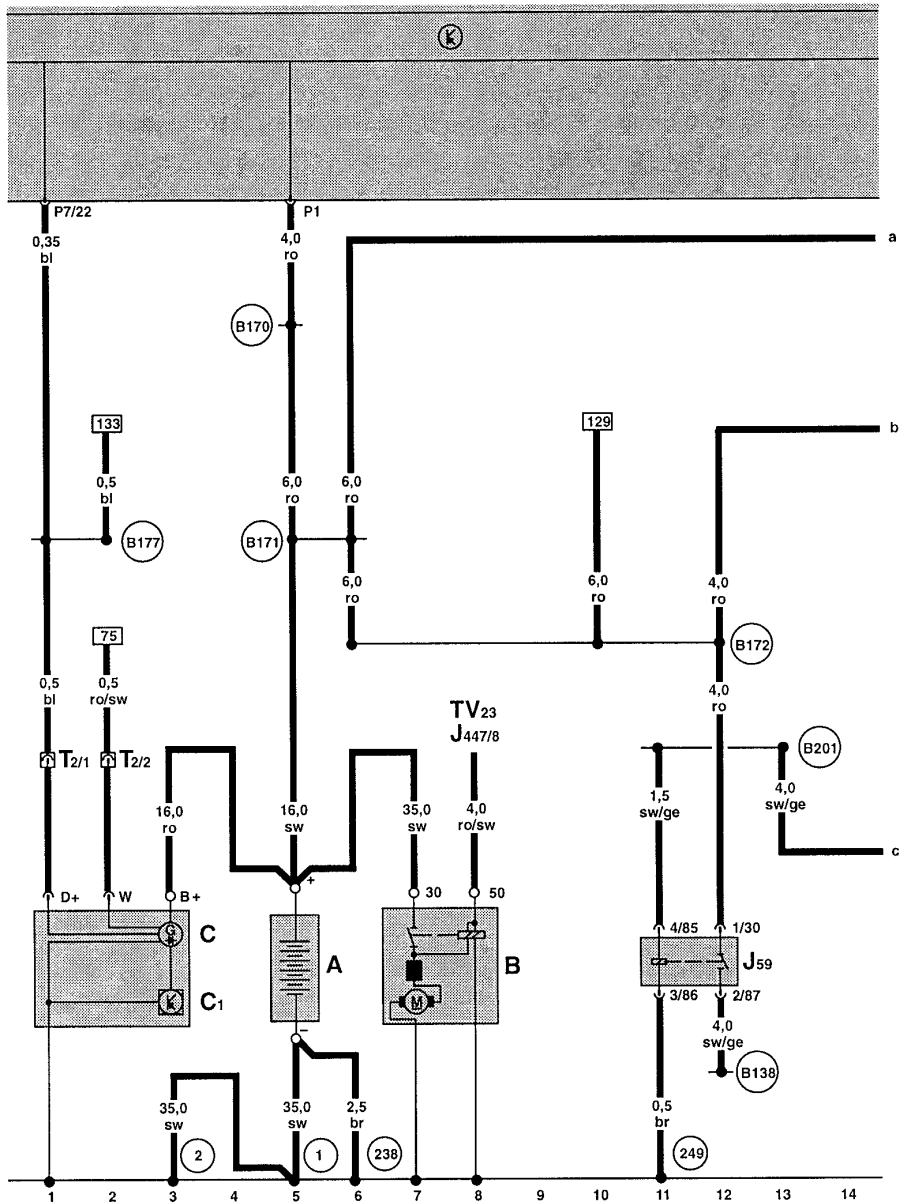 P7/22
P1
0,35
bl
4,0
ro
a
B170
133
129
b
0,5
bl
6,0
ro
6,0
ro
B177
B171
6,0
ro
6,0
ro
4,0
ro
75
B172
0,5
bl
0,5
ro/sw
4,0
ro
TV23
J447/8
T2/1
T2/2
B201
16,0
ro
16,0
sw
35,0
sw
4,0
ro/sw
1,5
sw/ge
4,0
sw/ge
c
+
D+
W
B+
30
50
G
C
4/85
1/30
A
B
J59
C1
M
3/86
2/87
−
4,0
sw/ge
B138
35,0
sw
35,0
sw
2,5
br
0,5
br
2
1
238
249
1 2 3 4 5 6 7 8 9 10 11 12 13 14